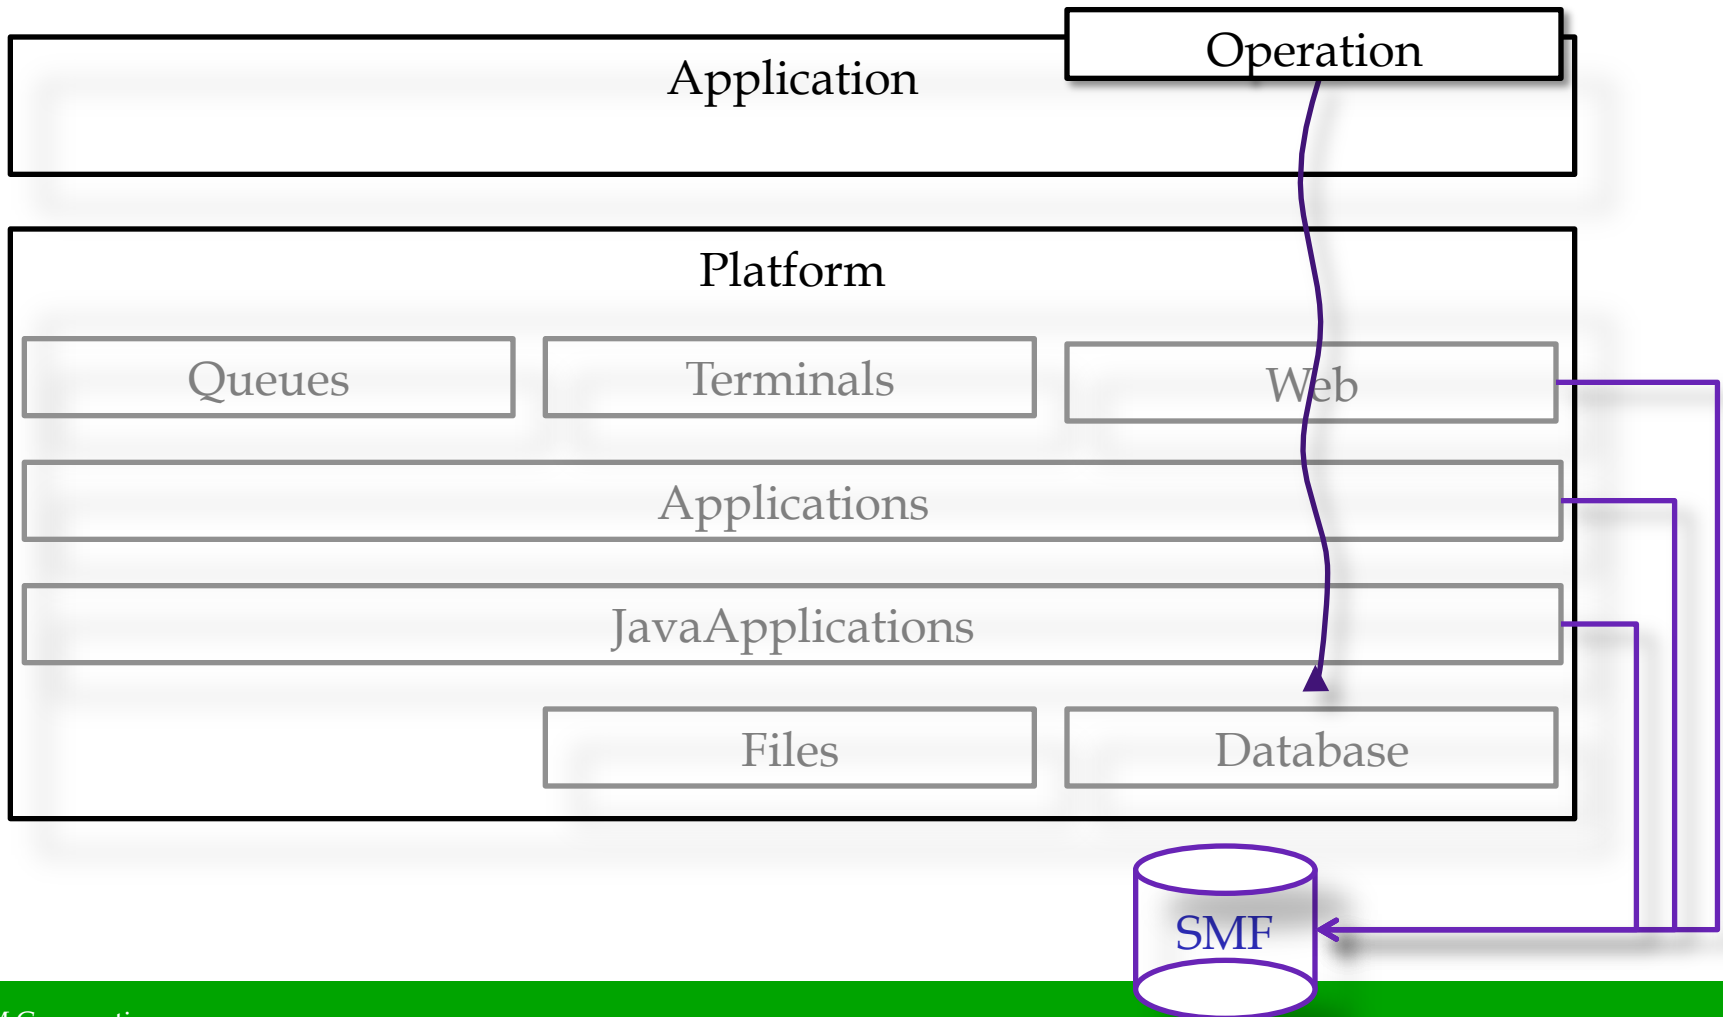 Operation
Application
Platform
Queues
Terminals
Web
Applications
JavaApplications
Files
Database
SMF